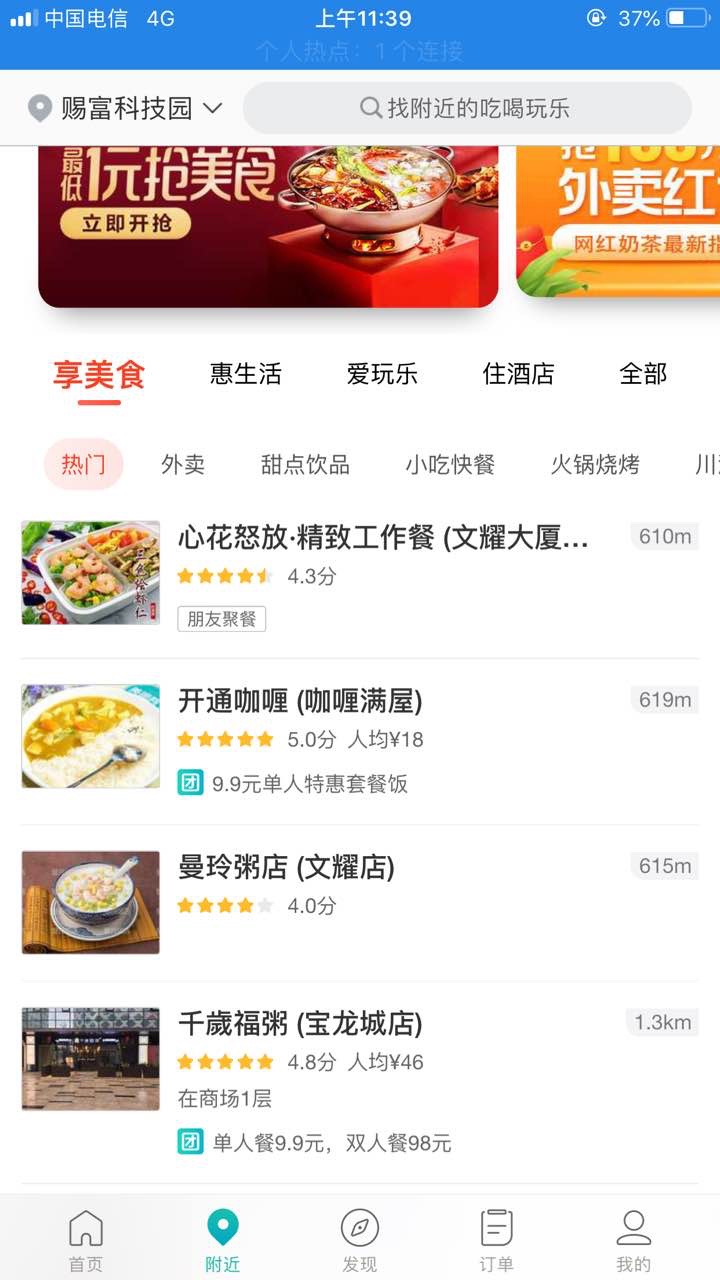 中国电信 4G 上午11:39 37%
个人热点：1 个连接
赐富科技园 找附近的吃喝玩乐
最低1元抢美食
立即开抢
外卖红
网红奶茶最新
享美食 惠生活 爱玩乐 住酒店 全部
热门 外卖 甜点饮品 小吃快餐 火锅烧烤 川
心花怒放·精致工作餐 (文耀大厦... 610m
4.3分
朋友聚餐
三色烩虾仁
开通咖喱 (咖喱满屋) 619m
5.0分 人均¥18
团 9.9元单人特惠套餐饭
曼玲粥店 (文耀店) 615m
4.0分
千歲福粥 (宝龙城店) 1.3km
4.8分 人均¥46
在商场1层
团 单人餐9.9元，双人餐98元
首页 附近 发现 订单 我的